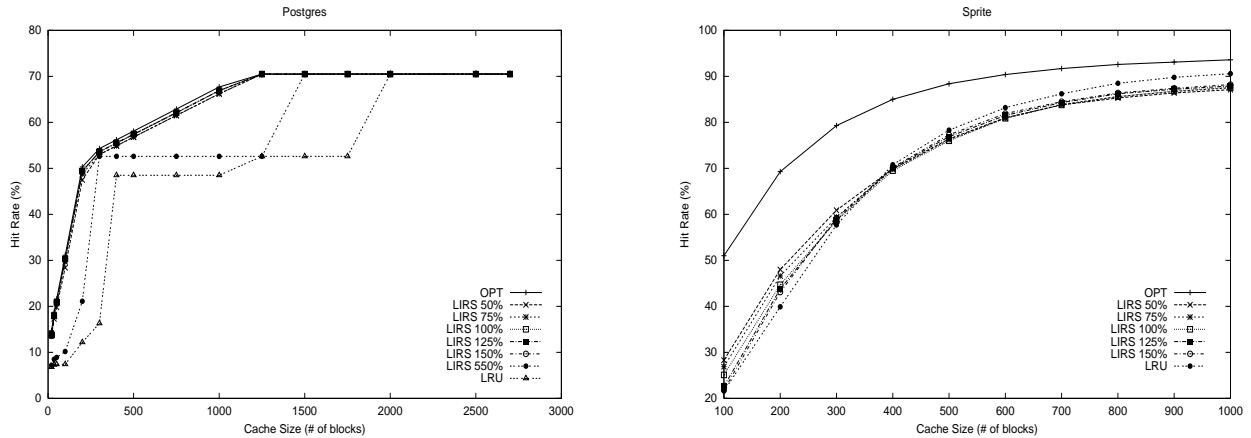 Postgres
80
70
60
50
40
30
20
10
0
Hit Rate (%)
OPT
LIRS 50%
LIRS 75%
LIRS 100%
LIRS 125%
LIRS 150%
LIRS 550%
LRU
0 500 1000 1500 2000 2500 3000
Cache Size (# of blocks)
Sprite
100
90
80
70
60
50
40
30
20
Hit Rate (%)
OPT
LIRS 50%
LIRS 75%
LIRS 100%
LIRS 125%
LIRS 150%
LRU
100 200 300 400 500 600 700 800 900 1000
Cache Size (# of blocks)